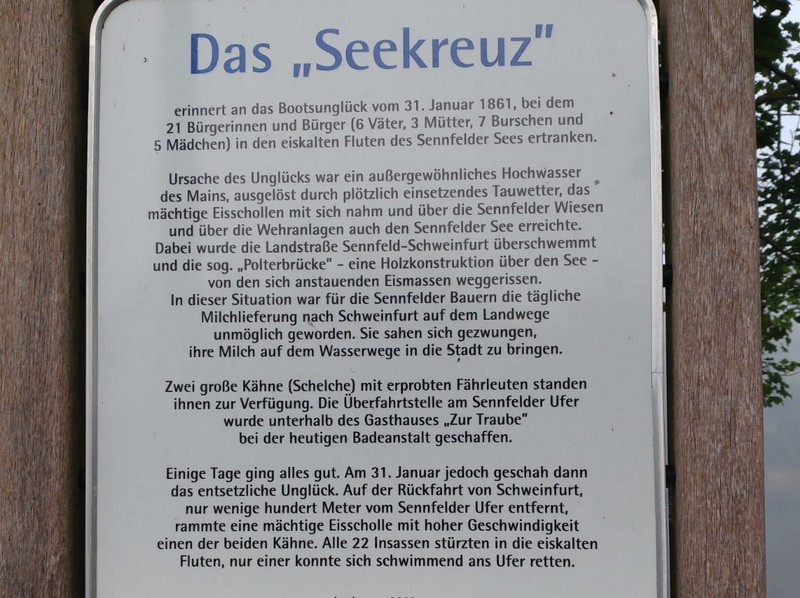 Das „Seekreuz”
erinnert an das Bootsunglück vom 31. Januar 1861, bei dem
21 Bürgerinnen und Bürger (6 Väter, 3 Mütter, 7 Burschen und
5 Mädchen) in den eiskalten Fluten des Sennfelder Sees ertranken.
Ursache des Unglücks war ein außergewöhnliches Hochwasser
des Mains, ausgelöst durch plötzlich einsetzendes Tauwetter, das
mächtige Eisschollen mit sich nahm und über die Sennfelder Wiesen
und über die Wehranlagen auch den Sennfelder See erreichte.
Dabei wurde die Landstraße Sennfeld-Schweinfurt überschwemmt
und die sog. „Polterbrücke” - eine Holzkonstruktion über den See -
von den sich anstauenden Eismassen weggerissen.
In dieser Situation war für die Sennfelder Bauern die tägliche
Milchlieferung nach Schweinfurt auf dem Landwege
unmöglich geworden. Sie sahen sich gezwungen,
ihre Milch auf dem Wasserwege in die Stadt zu bringen.
Zwei große Kähne (Schelche) mit erprobten Fährleuten standen
ihnen zur Verfügung. Die Überfahrtstelle am Sennfelder Ufer
wurde unterhalb des Gasthauses „Zur Traube”
bei der heutigen Badeanstalt geschaffen.
Einige Tage ging alles gut. Am 31. Januar jedoch geschah dann
das entsetzliche Unglück. Auf der Rückfahrt von Schweinfurt,
nur wenige hundert Meter vom Sennfelder Ufer entfernt,
rammte eine mächtige Eisscholle mit hoher Geschwindigkeit
einen der beiden Kähne. Alle 22 Insassen stürzten in die eiskalten
Fluten, nur einer konnte sich schwimmend ans Ufer retten.